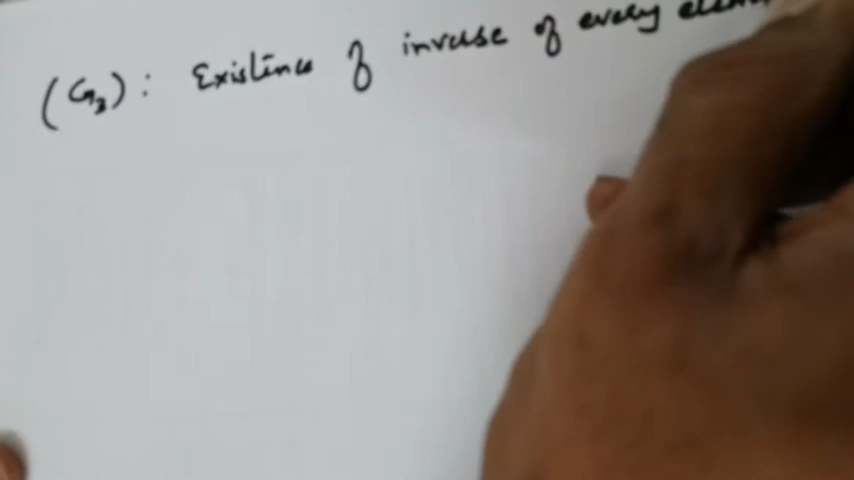 (G₃): Existence of inverse of every